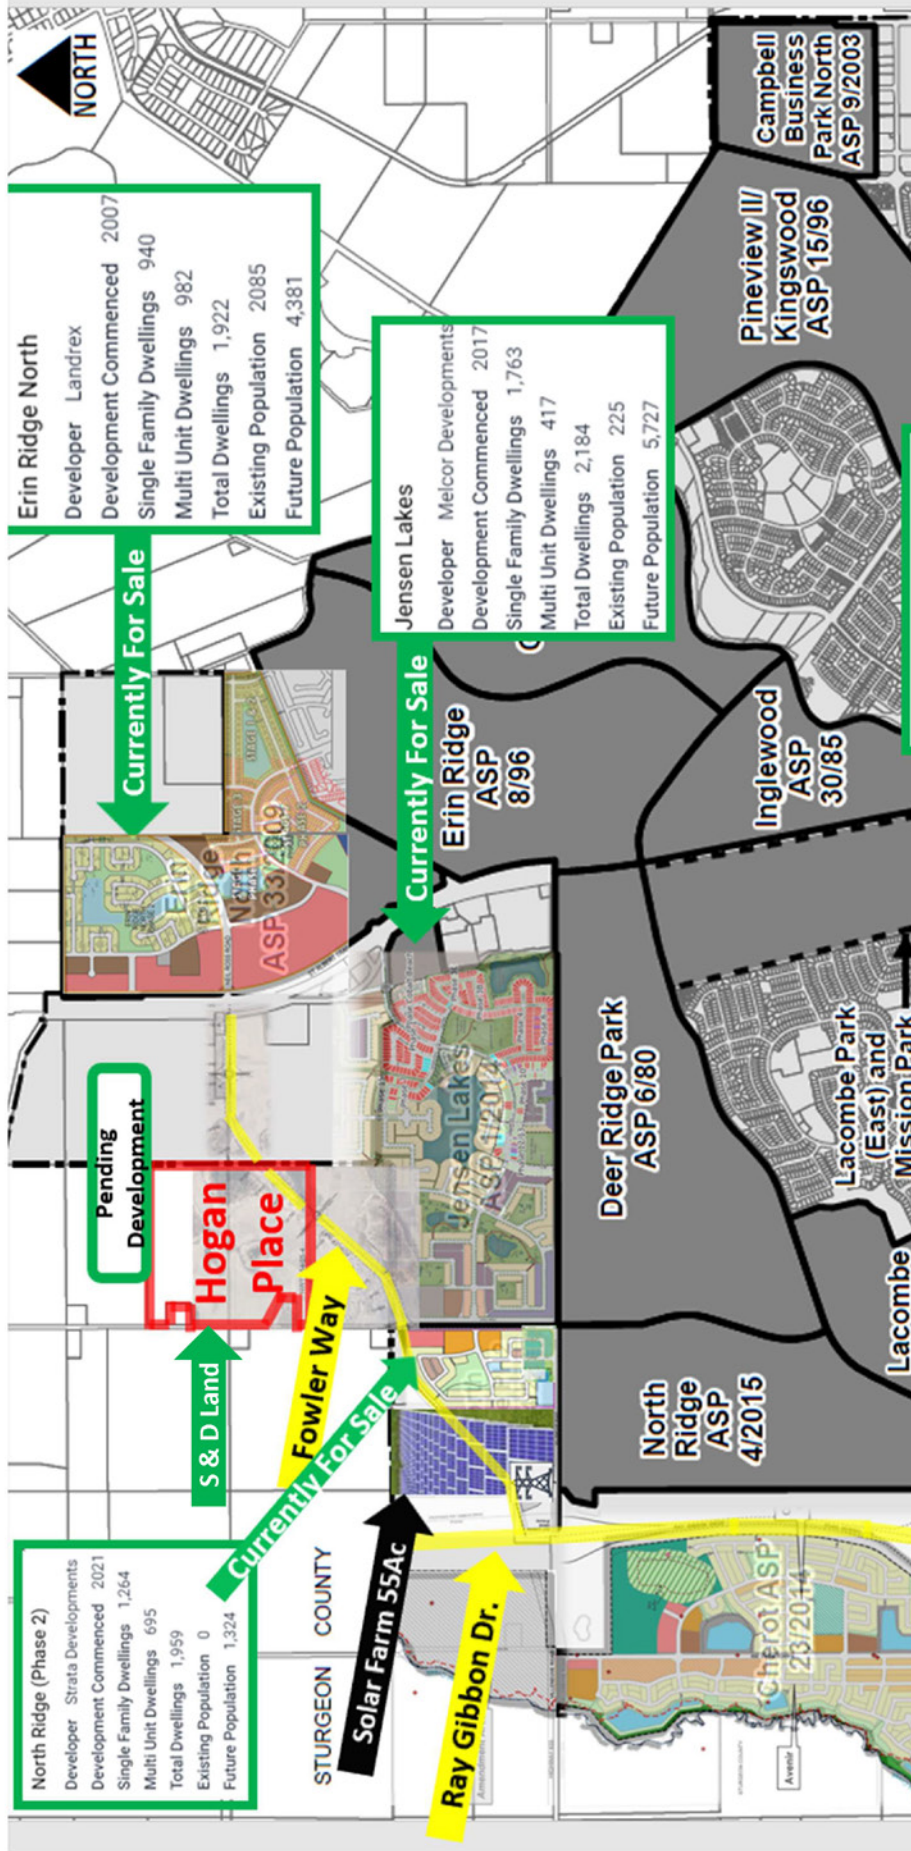 North Ridge (Phase 2)
Developer Strata Developments
Development Commenced 2021
Single Family Dwellings 1,264
Multi Unit Dwellings 695
Total Dwellings 1,959
Existing Population 0
Future Population 1,324
S & D Land
Pending
Development
Hogan
Place
Fowler Way
Currently For Sale
STURGEON COUNTY
Solar Farm 55Ac
Ray Gibbon Dr.
Currently For Sale
Erin Ridge North
Developer Landrex
Development Commenced 2007
Single Family Dwellings 940
Multi Unit Dwellings 982
Total Dwellings 1,922
Existing Population 2085
Future Population 4,381
NORTH
Erin
Ridge
North
ASP 33/2009
Currently For Sale
Jensen Lakes
Developer Melcor Developments
Development Commenced 2017
Single Family Dwellings 1,763
Multi Unit Dwellings 417
Total Dwellings 2,184
Existing Population 225
Future Population 5,727
Jensen Lakes
Erin Ridge
ASP
8/96
Campbell
Business
Park North
ASP 9/2003
Pineview II/
Kingswood
ASP 15/96
Inglewood
ASP
30/85
Deer Ridge Park
ASP 6/80
North
Ridge
ASP
4/2015
Cherot ASP
23/2014
Avenir
Lacombe Park
(East) and
Mission Park
Lacombe